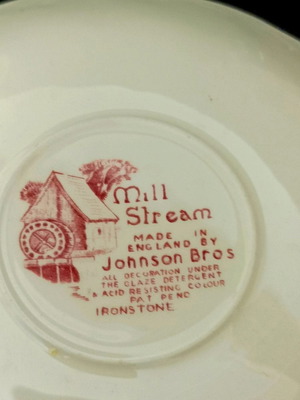 Mill
Stream
MADE IN
ENGLAND BY
Johnson Bros
ALL DECORATION UNDER
THE GLAZE DETERGENT
& ACID RESISTING COLOUR
PAT PEND
IRONSTONE